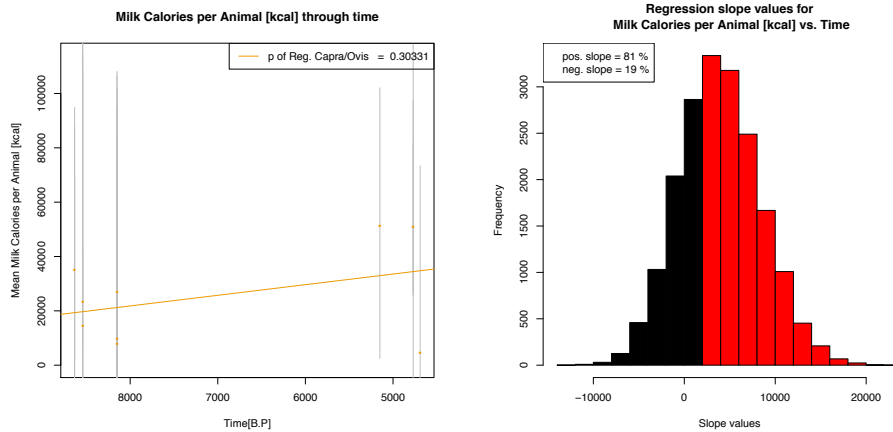 Milk Calories per Animal [kcal] through time
p of Reg. Capra/Ovis = 0.30331
Mean Milk Calories per Animal [kcal]
0
20000
40000
60000
80000
100000
8000
7000
6000
5000
Time[B.P]
Regression slope values for
Milk Calories per Animal [kcal] vs. Time
pos. slope = 81 %
neg. slope = 19 %
Frequency
0
500
1000
1500
2000
2500
3000
−10000
0
10000
20000
Slope values